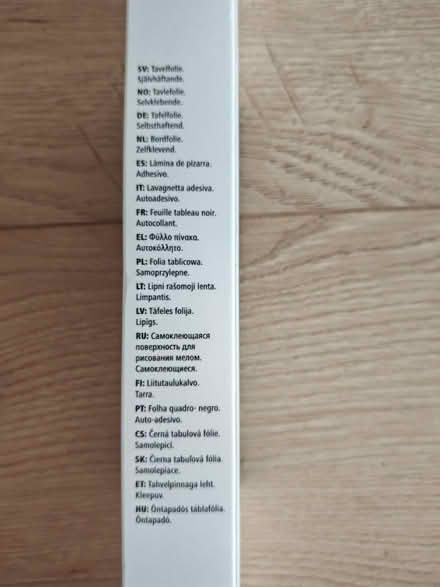 SV: Tavelfolie.
Självhäftande.
NO: Tavlefolie.
Selvklebende.
DE: Tafelfolie.
Selbsthaftend.
NL: Bordfolie.
Zelfklevend.
ES: Lámina de pizarra.
Adhesivo.
IT: Lavagnetta adesiva.
Autoadesivo.
FR: Feuille tableau noir.
Autocollant.
EL: Φύλλο πίνακα.
Αυτοκόλλητο.
PL: Folia tablicowa.
Samoprzylepne.
LT: Lipni rašomoji lenta.
Limpantis.
LV: Tāfeles folija.
Lipīgs.
RU: Самоклеющаяся
поверхность для
рисования мелом.
Самоклеющиеся.
FI: Liitutaulukalvo.
Tarra.
PT: Folha quadro- negro.
Auto-adesivo.
CS: Černá tabulová fólie.
Samolepicí.
SK: Čierna tabuľová fólia.
Samolepiace.
ET: Tahvelpinnaga leht.
Kleepuv.
HU: Öntapadós táblafólia.
Öntapadó.